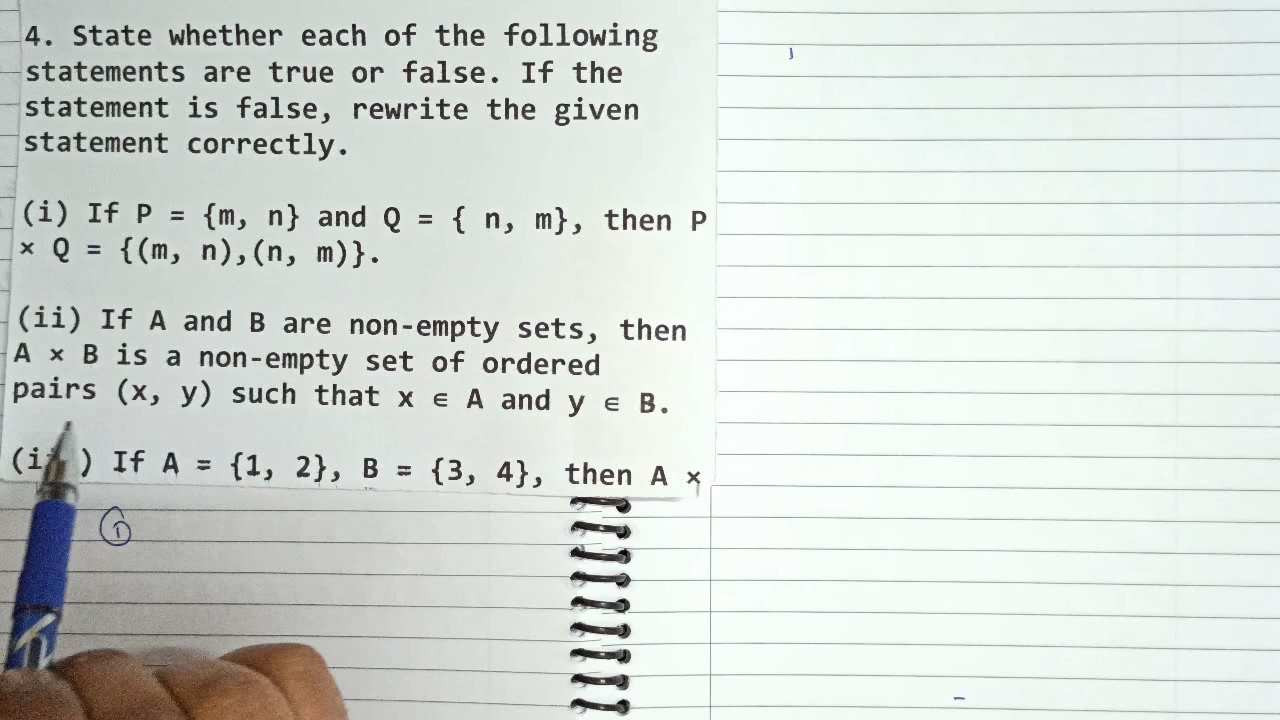 4. State whether each of the following
statements are true or false. If the
statement is false, rewrite the given
statement correctly.
(i) If P = {m, n} and Q = { n, m}, then P
× Q = {(m, n),(n, m)}.
(ii) If A and B are non-empty sets, then
A × B is a non-empty set of ordered
pairs (x, y) such that x ∈ A and y ∈ B.
) If A = {1, 2}, B = {3, 4}, then A ×
①